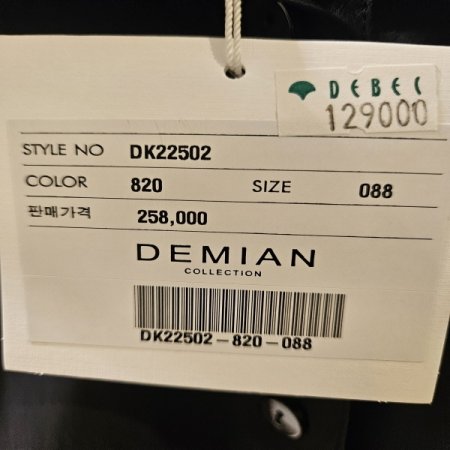 DEBEC
129000
STYLE NO DK22502
COLOR 820 SIZE 088
판매가격 258,000
DEMIAN
COLLECTION
DK22502-820-088